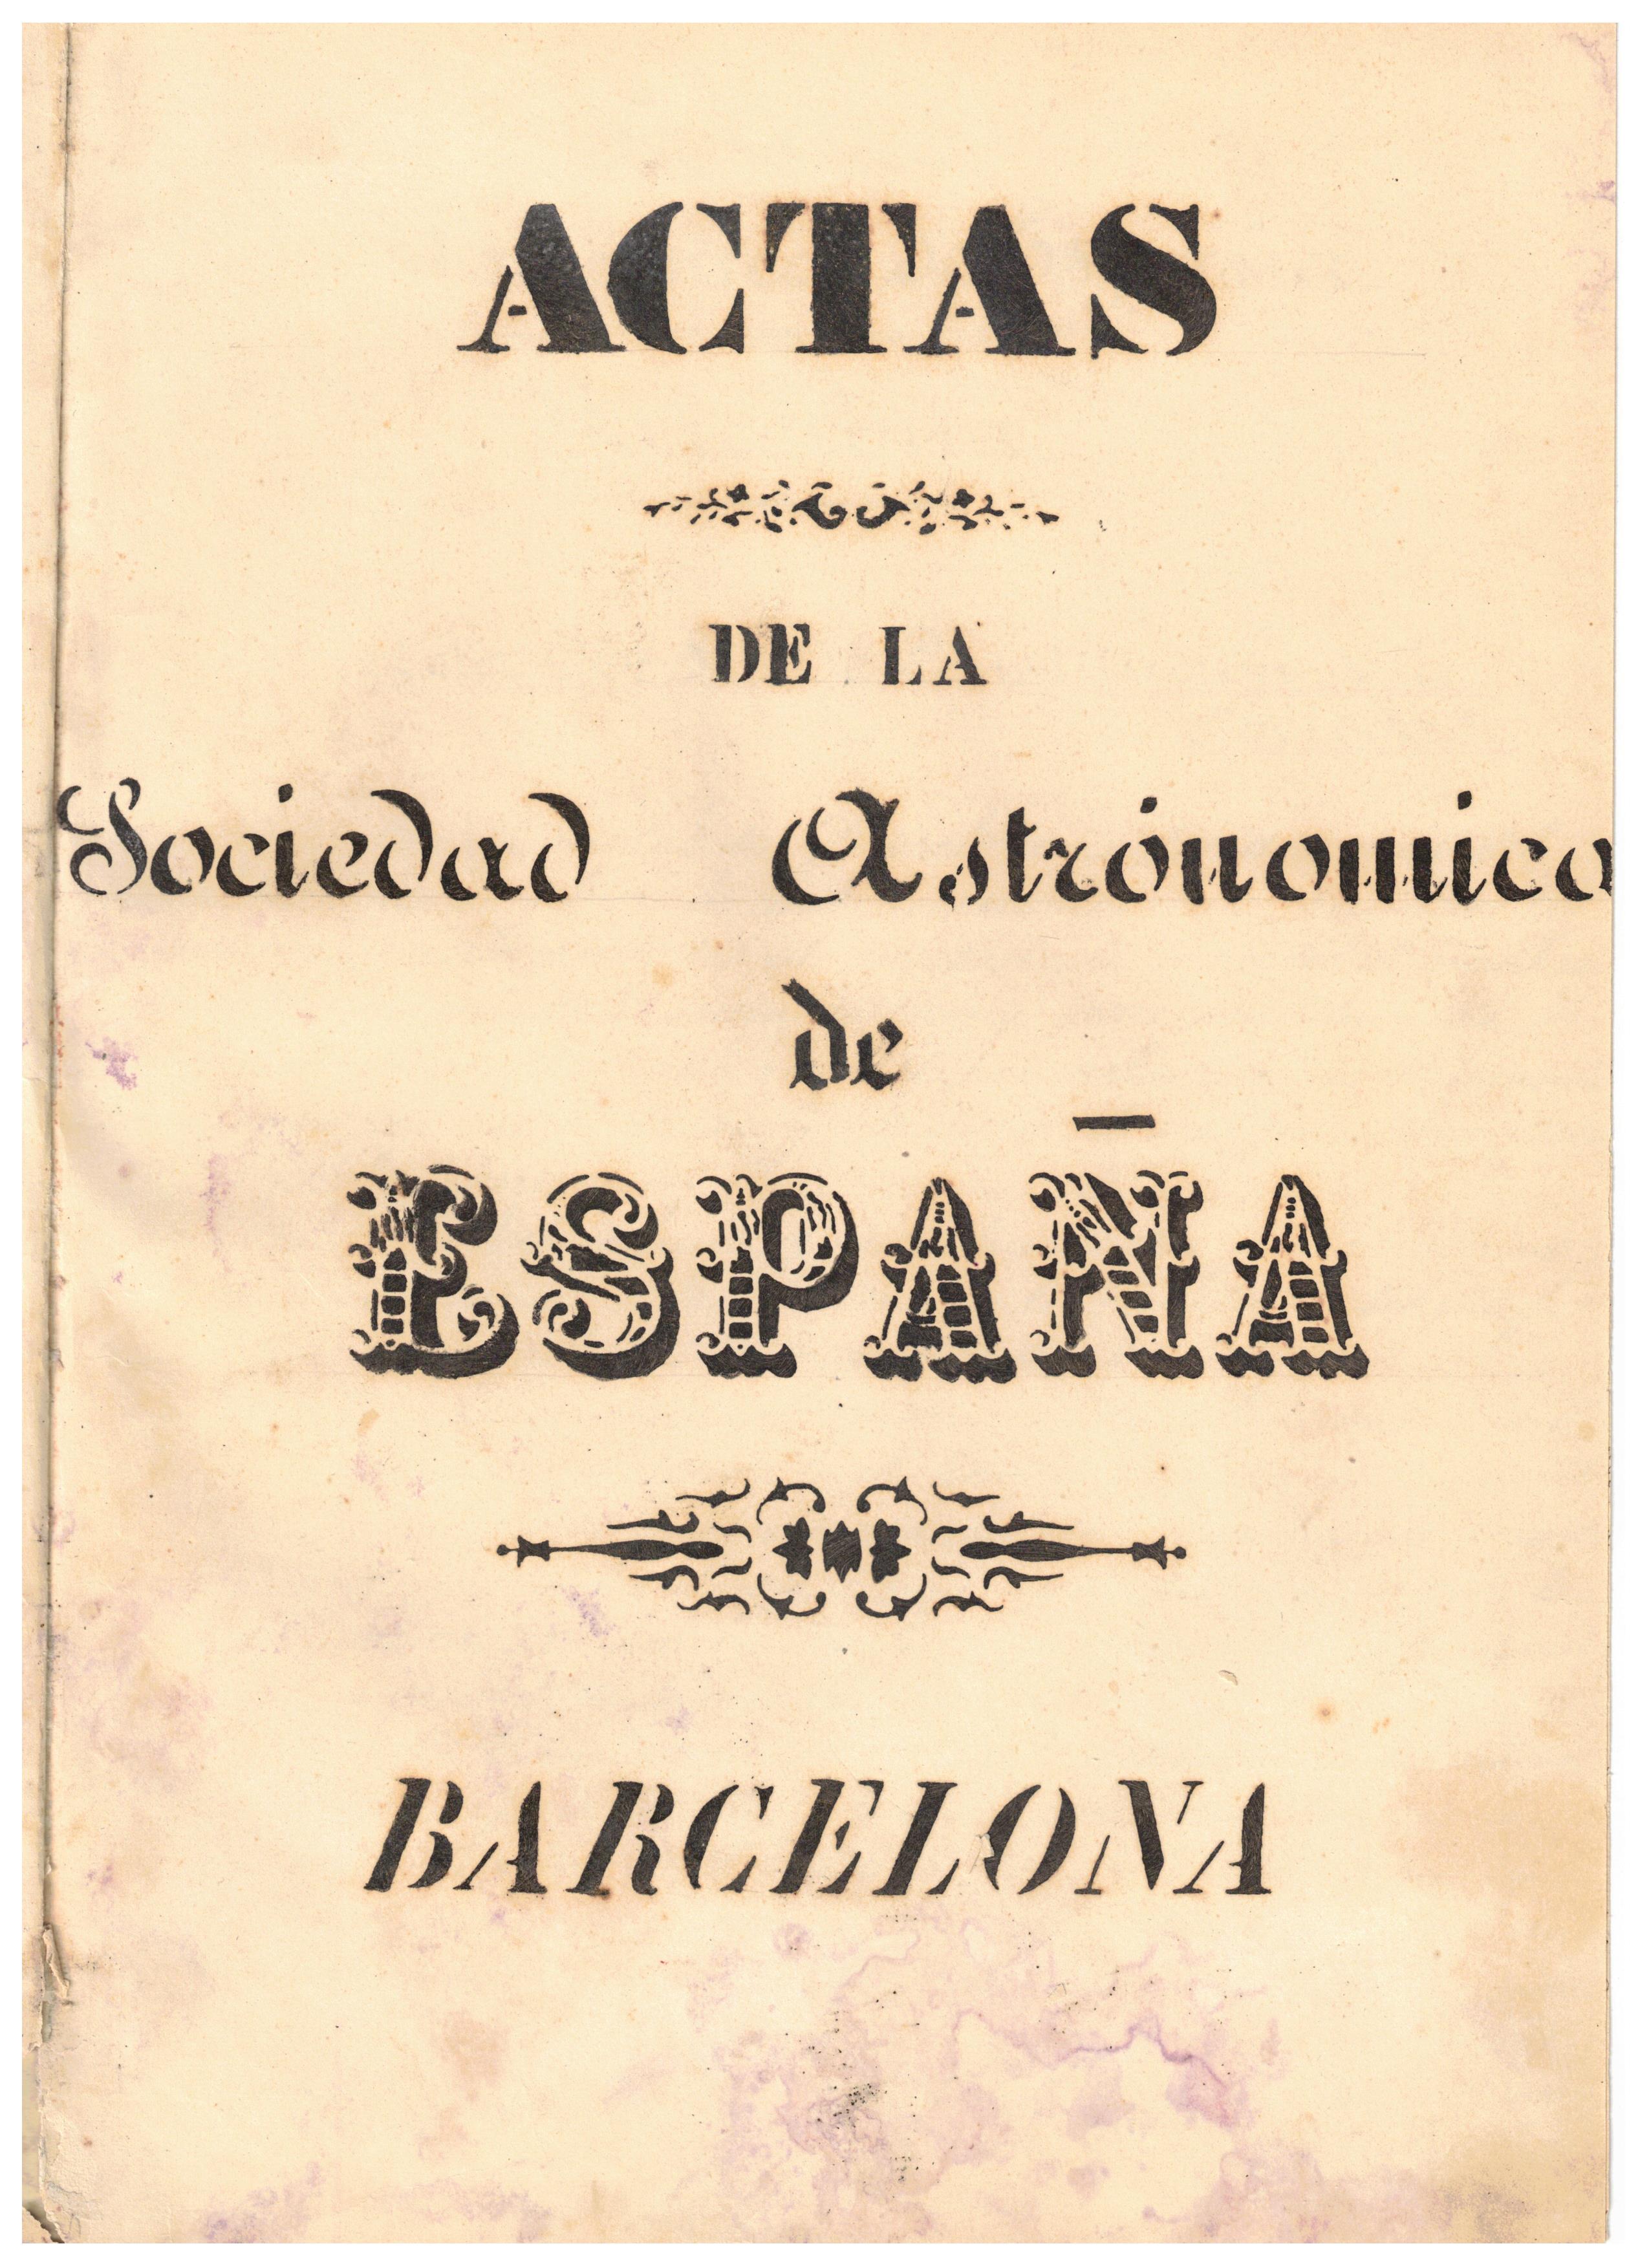 ACTAS
DE LA
Sociedad Astrónomica
de
ESPAÑA
BARCELONA